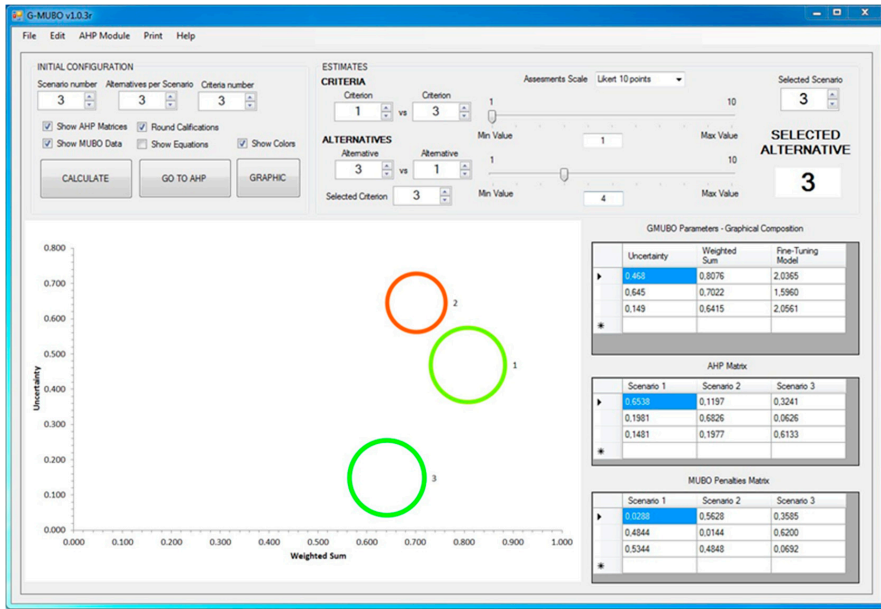 G-MUBO v1.0.3r
File Edit AHP Module Print Help
INITIAL CONFIGURATION
Scenario number Alternatives per Scenario Criteria number
3 3 3
Show AHP Matrices Round Califications
Show MUBO Data Show Equations Show Colors
CALCULATE GO TO AHP GRAPHIC
ESTIMATES
CRITERIA
Criterion Criterion
1 vs 3
Assesments Scale Likert 10 points
1 10
Min Value 1 Max Value
ALTERNATIVES
Alternative Alternative
3 vs 1
Selected Criterion 3
1 10
Min Value 4 Max Value
Selected Scenario
3
SELECTED
ALTERNATIVE
3
0.800
0.700
0.600
0.500
0.400
0.300
0.200
0.100
0.000
Uncertainty
2
1
3
0.000 0.100 0.200 0.300 0.400 0.500 0.600 0.700 0.800 0.900 1.000
Weighted Sum
GMUBO Parameters - Graphical Composition
Uncertainty Weighted Sum Fine-Tuning Model
0,468 0,8076 2,0365
0,645 0,7022 1,5960
0,149 0,6415 2,0561
AHP Matrix
Scenario 1 Scenario 2 Scenario 3
0,6538 0,1197 0,3241
0,1981 0,6826 0,0626
0,1481 0,1977 0,6133
MUBO Penalties Matrix
Scenario 1 Scenario 2 Scenario 3
0,0288 0,5628 0,3585
0,4844 0,0144 0,6200
0,5344 0,4848 0,0692